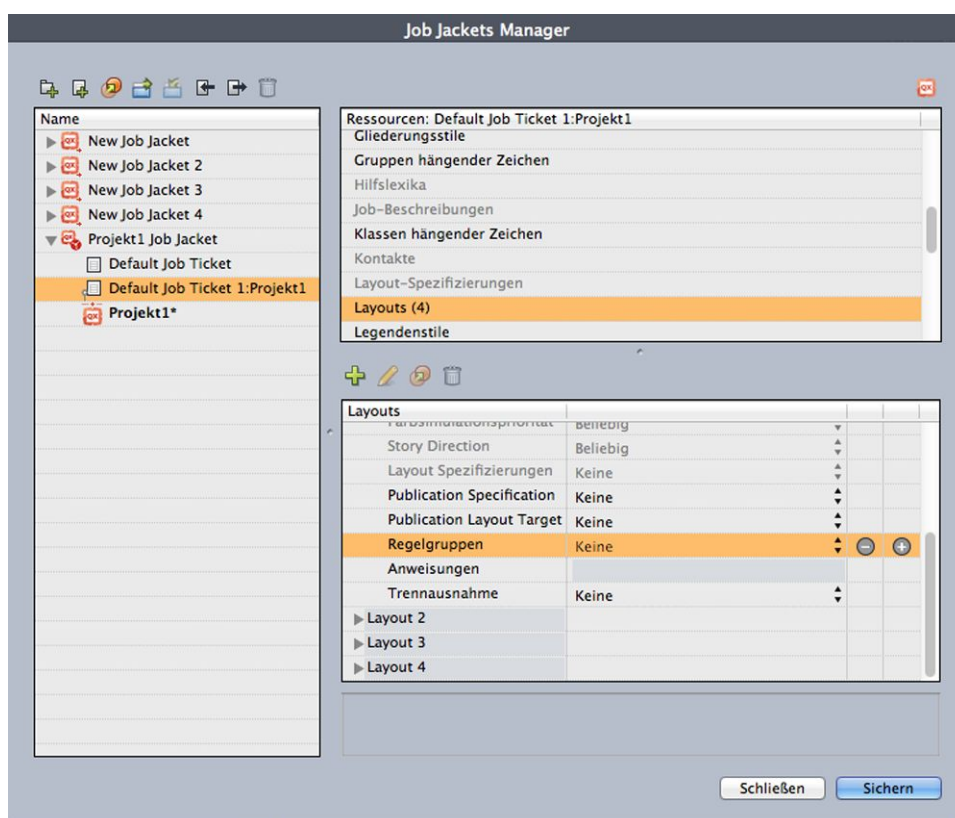 Job Jackets Manager
Name
New Job Jacket
New Job Jacket 2
New Job Jacket 3
New Job Jacket 4
Projekt1 Job Jacket
Default Job Ticket
Default Job Ticket 1:Projekt1
Projekt1*
Ressourcen: Default Job Ticket 1:Projekt1
Gliederungsstile
Gruppen hängender Zeichen
Hilfslexika
Job-Beschreibungen
Klassen hängender Zeichen
Kontakte
Layout-Spezifizierungen
Layouts (4)
Legendenstile
Layouts
Farbsimulationspriorität Beliebig
Story Direction Beliebig
Layout Spezifizierungen Keine
Publication Specification Keine
Publication Layout Target Keine
Regelgruppen Keine
Anweisungen
Trennausnahme Keine
Layout 2
Layout 3
Layout 4
Schließen Sichern